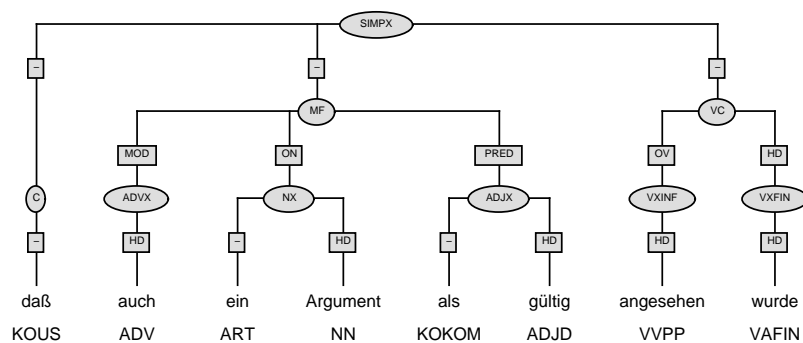 SIMPX
– – –
MF VC
MOD ON PRED OV HD
C ADVX NX ADJX VXINF VXFIN
– HD – HD – HD HD HD
daß auch ein Argument als gültig angesehen wurde
KOUS ADV ART NN KOKOM ADJD VVPP VAFIN